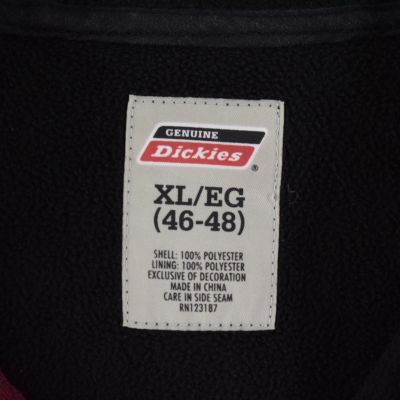 GENUINE
Dickies®
XL/EG
(46-48)
SHELL: 100% POLYESTER
LINING: 100% POLYESTER
EXCLUSIVE OF DECORATION
MADE IN CHINA
CARE IN SIDE SEAM
RN123187